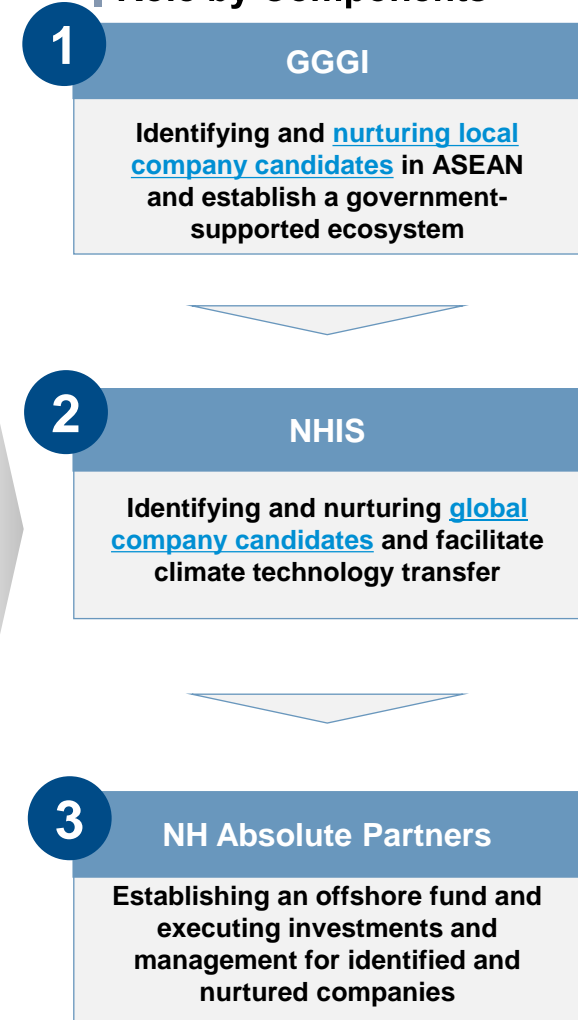 Role by Components
1
GGGI
Identifying and nurturing local
company candidates in ASEAN
and establish a government-
supported ecosystem
2
NHIS
Identifying and nurturing global
company candidates and facilitate
climate technology transfer
3
NH Absolute Partners
Establishing an offshore fund and
executing investments and
management for identified and
nurtured companies